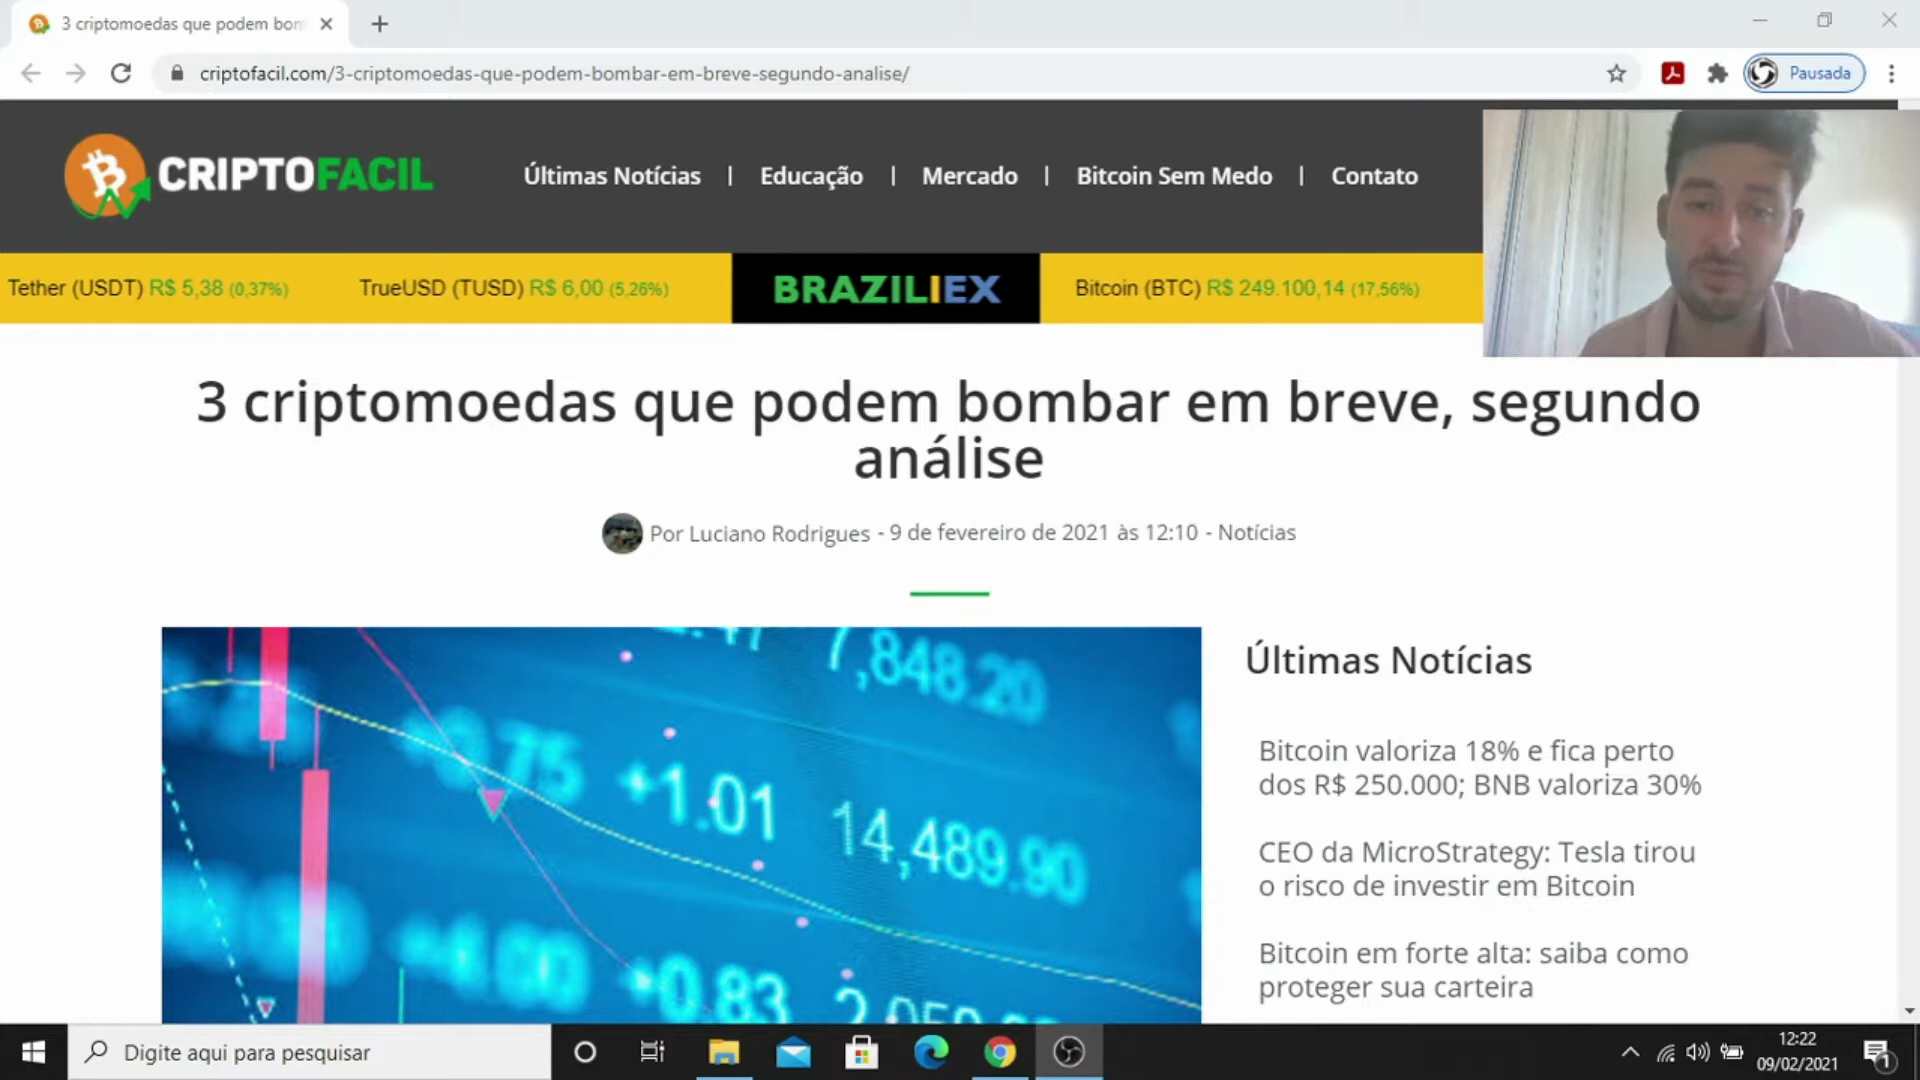 3 criptomoedas que podem bom
criptofacil.com/3-criptomoedas-que-podem-bombar-em-breve-segundo-analise/
Pausada
CRIPTOFACIL
Últimas Notícias | Educação | Mercado | Bitcoin Sem Medo | Contato
Tether (USDT) R$ 5,38 (0,37%) TrueUSD (TUSD) R$ 6,00 (5,26%) BRAZILIEX Bitcoin (BTC) R$ 249.100,14 (17,56%)
3 criptomoedas que podem bombar em breve, segundo
análise
Por Luciano Rodrigues - 9 de fevereiro de 2021 às 12:10 - Notícias
7,848.20
+1.01 14,489.90
+0.83
Últimas Notícias
Bitcoin valoriza 18% e fica perto
dos R$ 250.000; BNB valoriza 30%
CEO da MicroStrategy: Tesla tirou
o risco de investir em Bitcoin
Bitcoin em forte alta: saiba como
proteger sua carteira
Digite aqui para pesquisar
12:22
09/02/2021
1